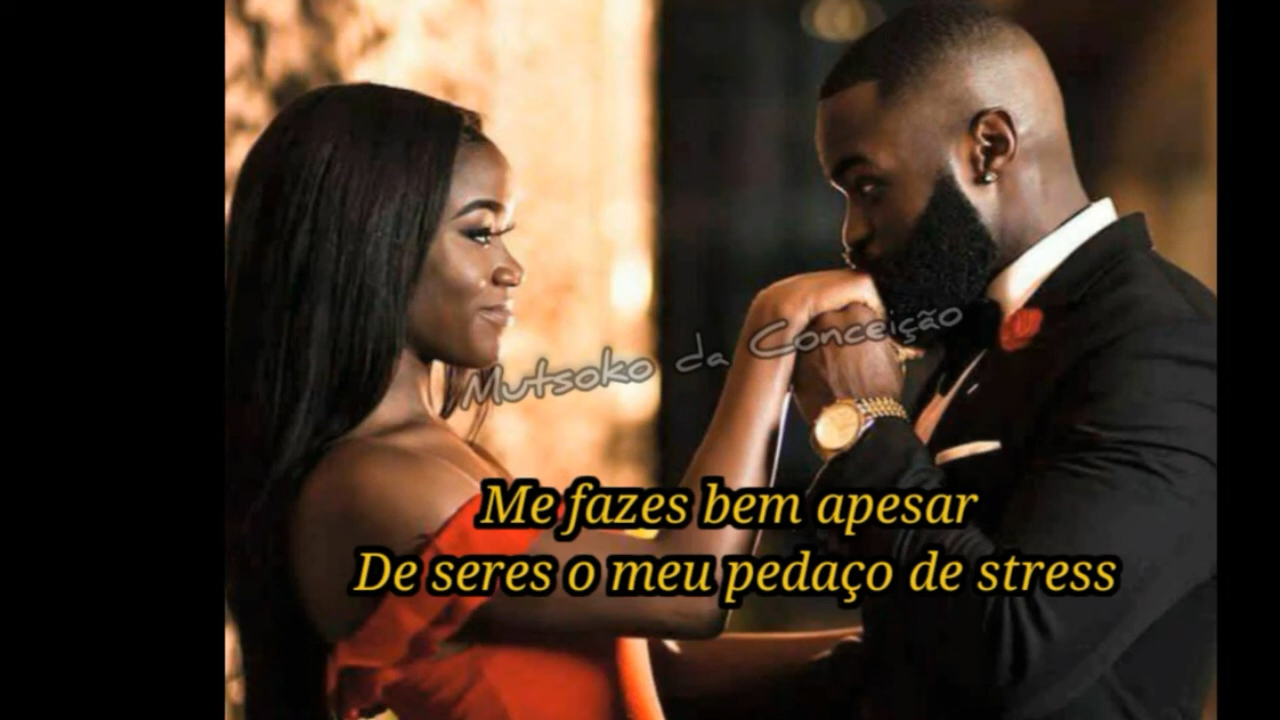 Mutsoko da Conceição
Me fazes bem apesar
De seres o meu pedaço de stress